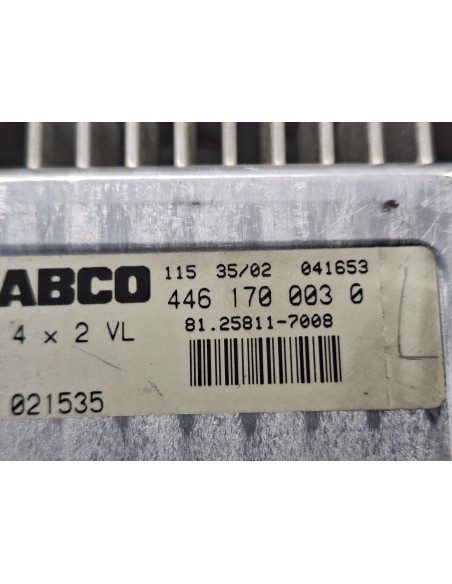 ABCO 115 35/02 041653
446 170 003 0
4 x 2 VL 81.25811-7008
021535